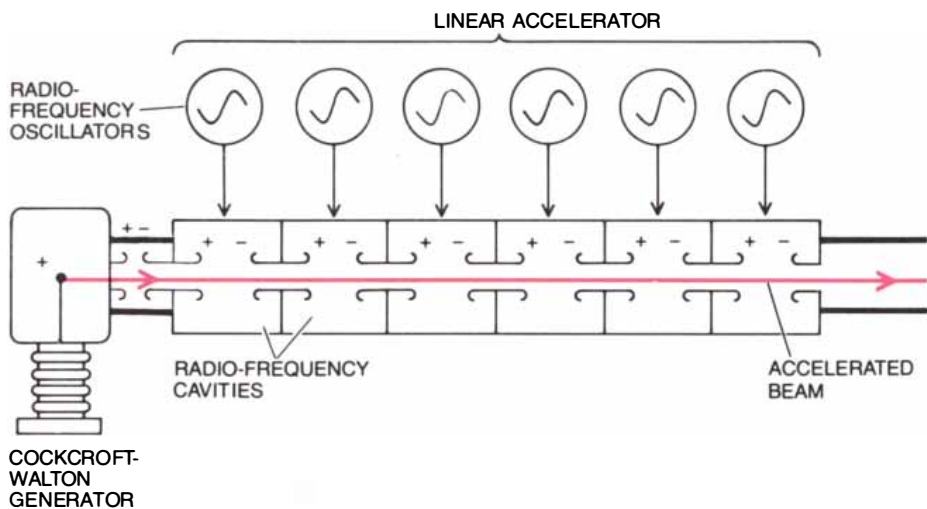 LINEAR ACCELERATOR
RADIO-
FREQUENCY
OSCILLATORS
+ -
+
+ -
+ -
+ -
+ -
+ -
+ -
RADIO-FREQUENCY
CAVITIES
ACCELERATED
BEAM
COCKCROFT-
WALTON
GENERATOR